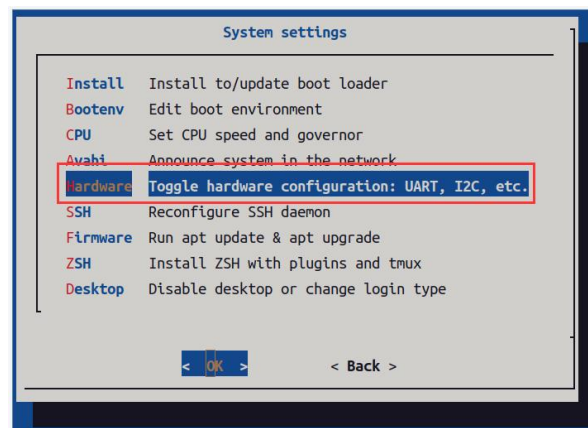 System settings
Install Install to/update boot loader
Bootenv Edit boot environment
CPU Set CPU speed and governor
Avahi Announce system in the network
Hardware Toggle hardware configuration: UART, I2C, etc.
SSH Reconfigure SSH daemon
Firmware Run apt update & apt upgrade
ZSH Install ZSH with plugins and tmux
Desktop Disable desktop or change login type
< OK > < Back >